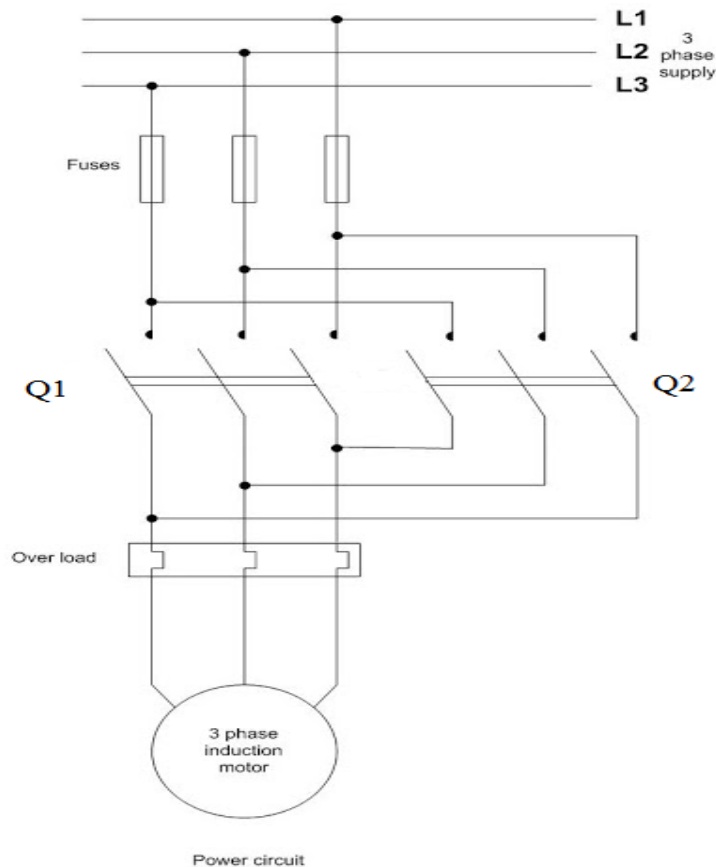 L1
L2
L3
3
phase
supply
Fuses
Q1
Q2
Over load
3 phase
induction
motor
Power circuit